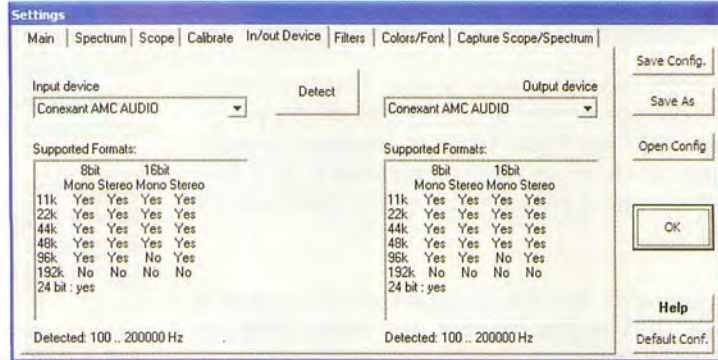 Settings
Main Spectrum Scope Calibrate In/out Device Filters Colors/Font Capture Scope/Spectrum
Save Config.
Input device
Detect
Output device
Conexant AMC AUDIO
Conexant AMC AUDIO
Save As
Supported Formats:
Supported Formats:
Open Config
8bit 16bit
Mono Stereo Mono Stereo
11k Yes Yes Yes Yes
22k Yes Yes Yes Yes
44k Yes Yes Yes Yes
48k Yes Yes Yes Yes
96k Yes Yes No Yes
192k No No No No
24 bit : yes
8bit 16bit
Mono Stereo Mono Stereo
11k Yes Yes Yes Yes
22k Yes Yes Yes Yes
44k Yes Yes Yes Yes
48k Yes Yes Yes Yes
96k Yes Yes No Yes
192k No No No No
24 bit : yes
OK
Help
Detected: 100 .. 200000 Hz
Detected: 100 .. 200000 Hz
Default Conf.